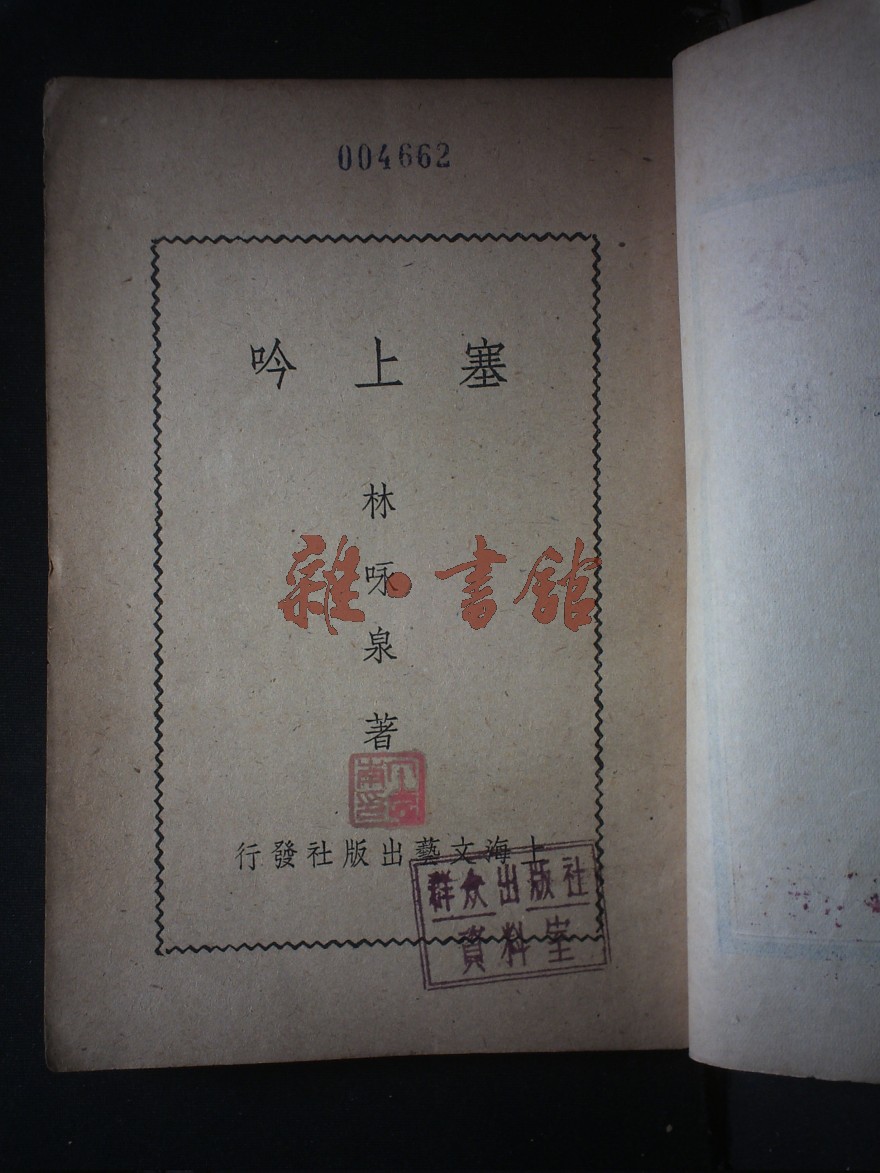 004662
塞上吟
林咏泉著
雜·書館
上海文藝出版社發行
群众出版社
資料室
塞